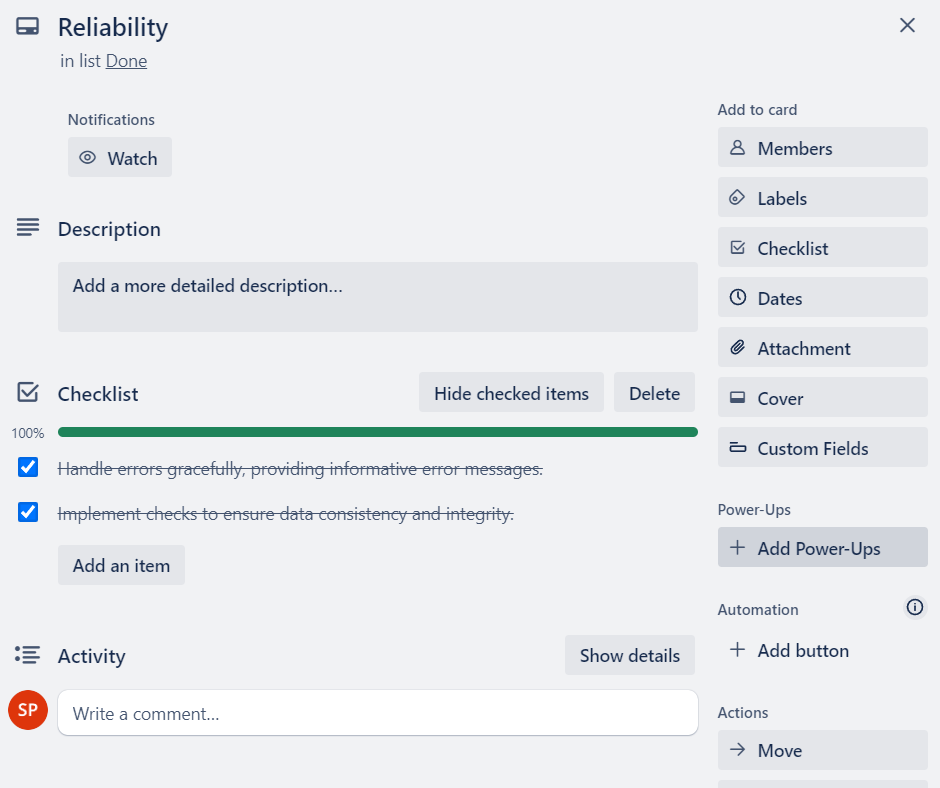 Reliability
in list Done
Notifications
Watch
Description
Add a more detailed description…
Checklist
Hide checked items
Delete
100%
Handle errors gracefully, providing informative error messages.
Implement checks to ensure data consistency and integrity.
Add an item
Activity
Show details
SP
Write a comment…
Add to card
Members
Labels
Checklist
Dates
Attachment
Cover
Custom Fields
Power-Ups
Add Power-Ups
Automation
Add button
Actions
Move